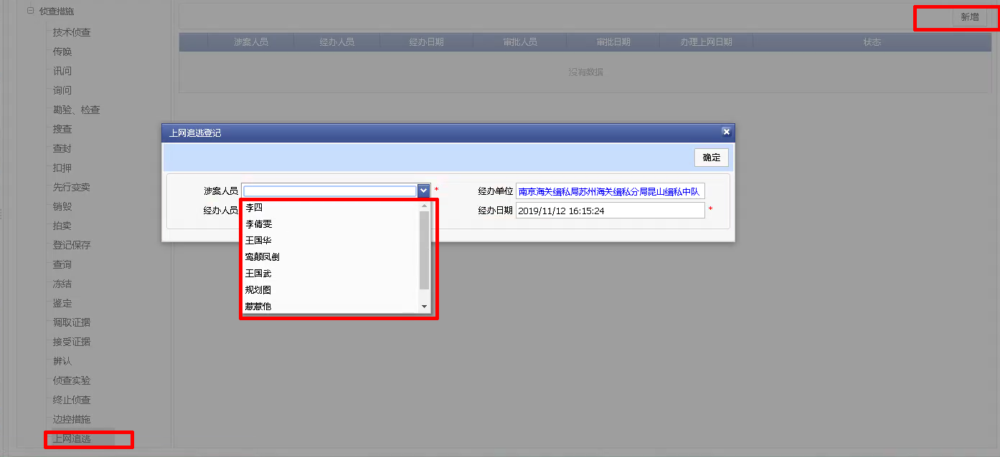 侦查措施
技术侦查
传唤
讯问
询问
勘验、检查
搜查
查封
扣押
先行变卖
销毁
拍卖
登记保存
查询
冻结
鉴定
调取证据
接受证据
辨认
侦查实验
终止侦查
边控措施
上网追逃
新增
涉案人员 经办人员 经办日期 审批人员 审批日期 办理上网日期 状态
没有数据
上网追逃登记
确定
涉案人员 * 经办单位 南京海关缉私局苏州海关缉私分局昆山缉私中队
经办人员 经办日期 2019/11/12 16:15:24 *
李四
李倩雯
王国华
鸾颠凤倒
王国武
规划图
惹惹他